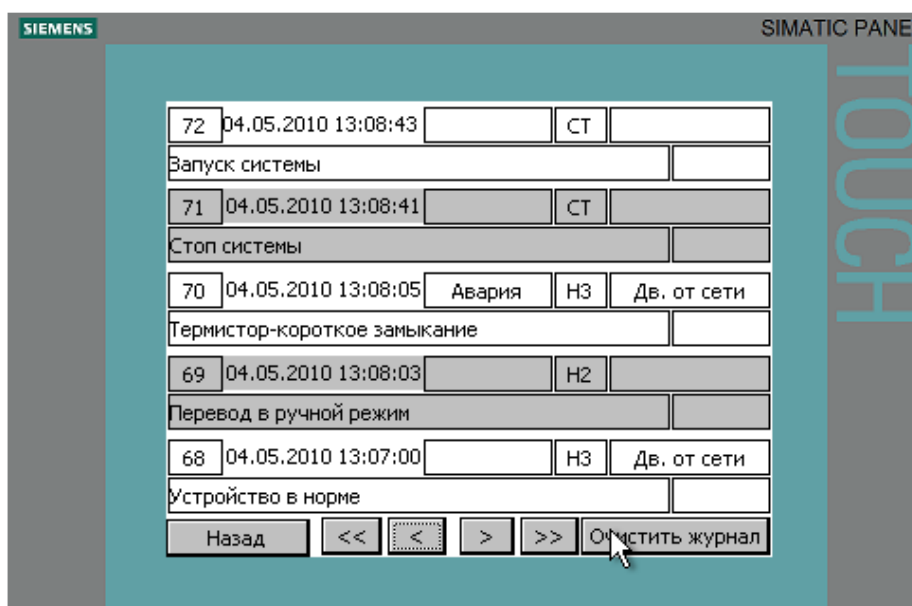 SIEMENS
SIMATIC PANE
TOUCH
72 04.05.2010 13:08:43 СТ
Запуск системы
71 04.05.2010 13:08:41 СТ
Стоп системы
70 04.05.2010 13:08:05 Авария Н3 Дв. от сети
Термистор-короткое замыкание
69 04.05.2010 13:08:03 Н2
Перевод в ручной режим
68 04.05.2010 13:07:00 Н3 Дв. от сети
Устройство в норме
Назад << < > >> Очистить журнал